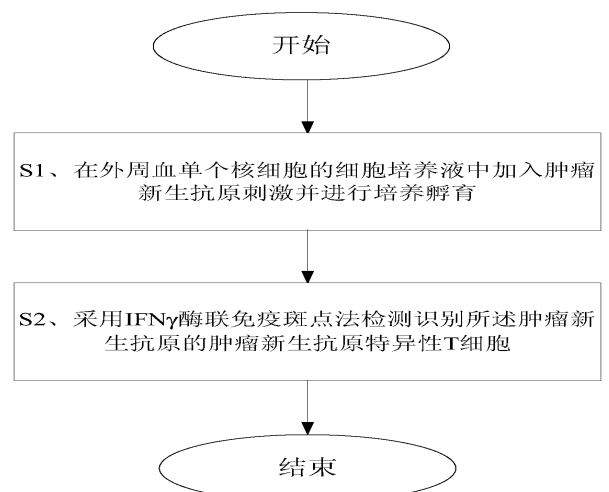 开始
S1、在外周血单个核细胞的细胞培养液中加入肿瘤
新生抗原刺激并进行培养孵育
S2、采用IFNγ酶联免疫斑点法检测识别所述肿瘤新
生抗原的肿瘤新生抗原特异性T细胞
结束